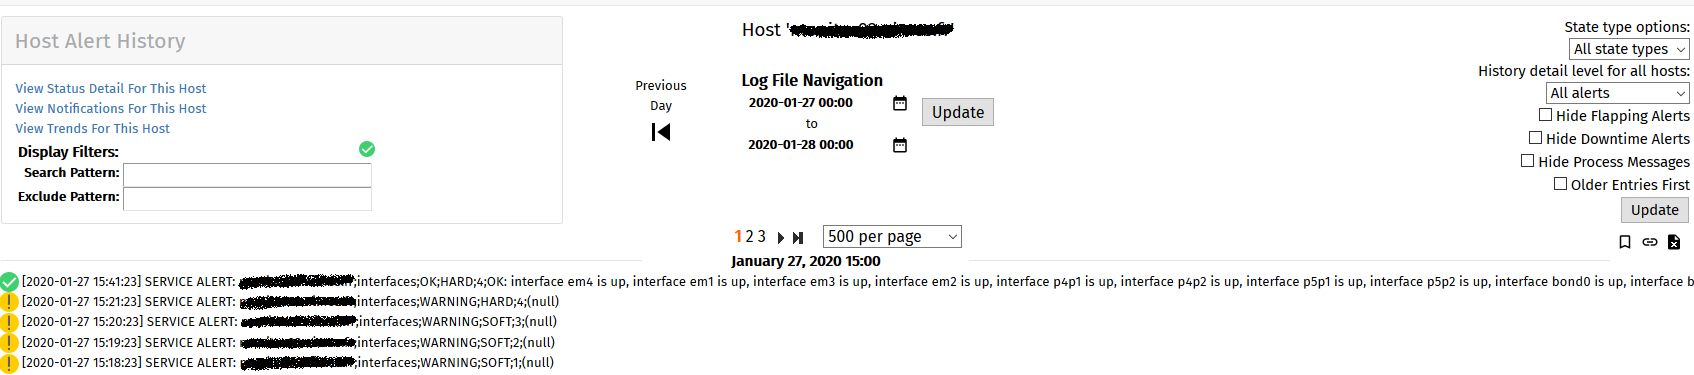 Host Alert History
View Status Detail For This Host
View Notifications For This Host
View Trends For This Host
Display Filters:
Search Pattern:
Exclude Pattern:
Previous
Day
Host '
Log File Navigation
2020-01-27 00:00
to
2020-01-28 00:00
Update
State type options:
All state types
History detail level for all hosts:
All alerts
Hide Flapping Alerts
Hide Downtime Alerts
Hide Process Messages
Older Entries First
Update
1 2 3
500 per page
January 27, 2020 15:00
[2020-01-27 15:41:23] SERVICE ALERT: ;interfaces;OK;HARD;4;OK: interface em4 is up, interface em1 is up, interface em3 is up, interface em2 is up, interface p4p1 is up, interface p4p2 is up, interface p5p1 is up, interface p5p2 is up, interface bond0 is up, interface b
[2020-01-27 15:21:23] SERVICE ALERT: ;interfaces;WARNING;HARD;4;(null)
[2020-01-27 15:20:23] SERVICE ALERT: ;interfaces;WARNING;SOFT;3;(null)
[2020-01-27 15:19:23] SERVICE ALERT: ;interfaces;WARNING;SOFT;2;(null)
[2020-01-27 15:18:23] SERVICE ALERT: ;interfaces;WARNING;SOFT;1;(null)